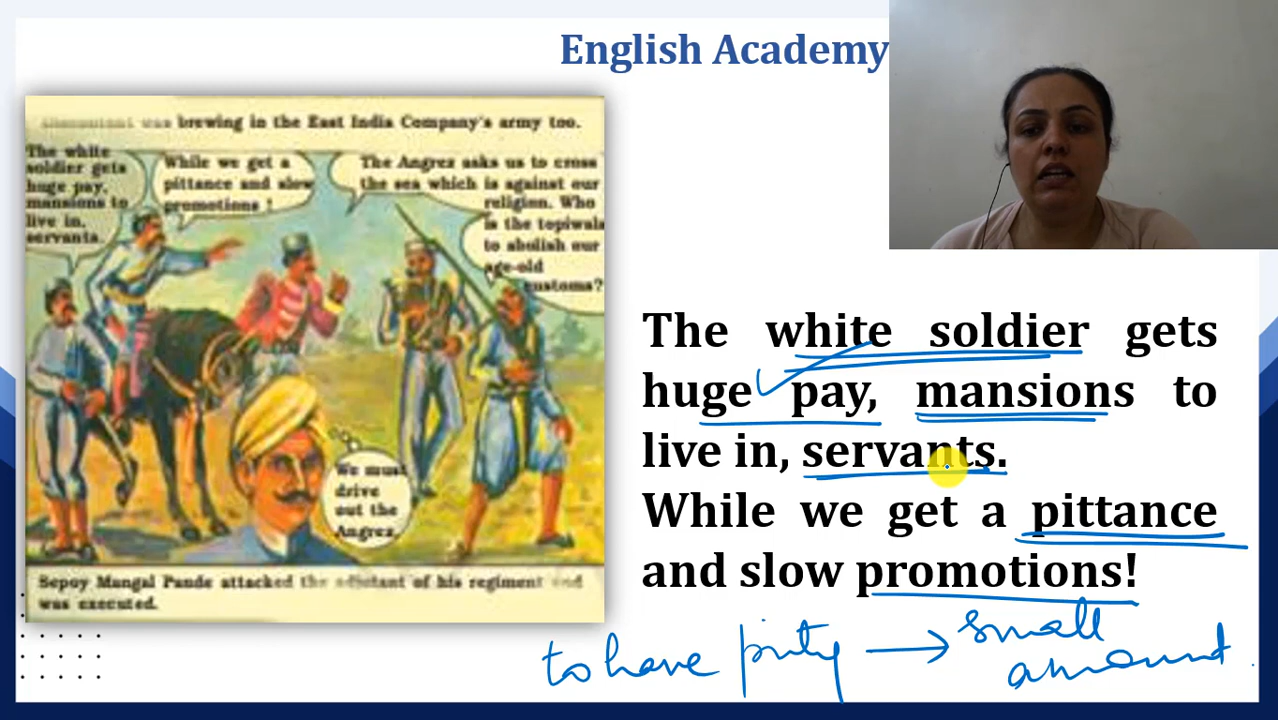 English Academy
was brewing in the East India Company's army too.
The white
soldier gets
huge pay,
mansions to
live in,
servants.
While we get a
pittance and slow
promotions !
The Angrez asks us to cross
the sea which is against our
religion. Who
is the topiwala
to abolish our
age-old
customs?
We must
drive
out the
Angrez.
Sepoy Mangal Pande attacked the adjutant of his regiment and
was executed.
The white soldier gets
huge pay, mansions to
live in, servants.
While we get a pittance
and slow promotions!
to have pity → small
amount.